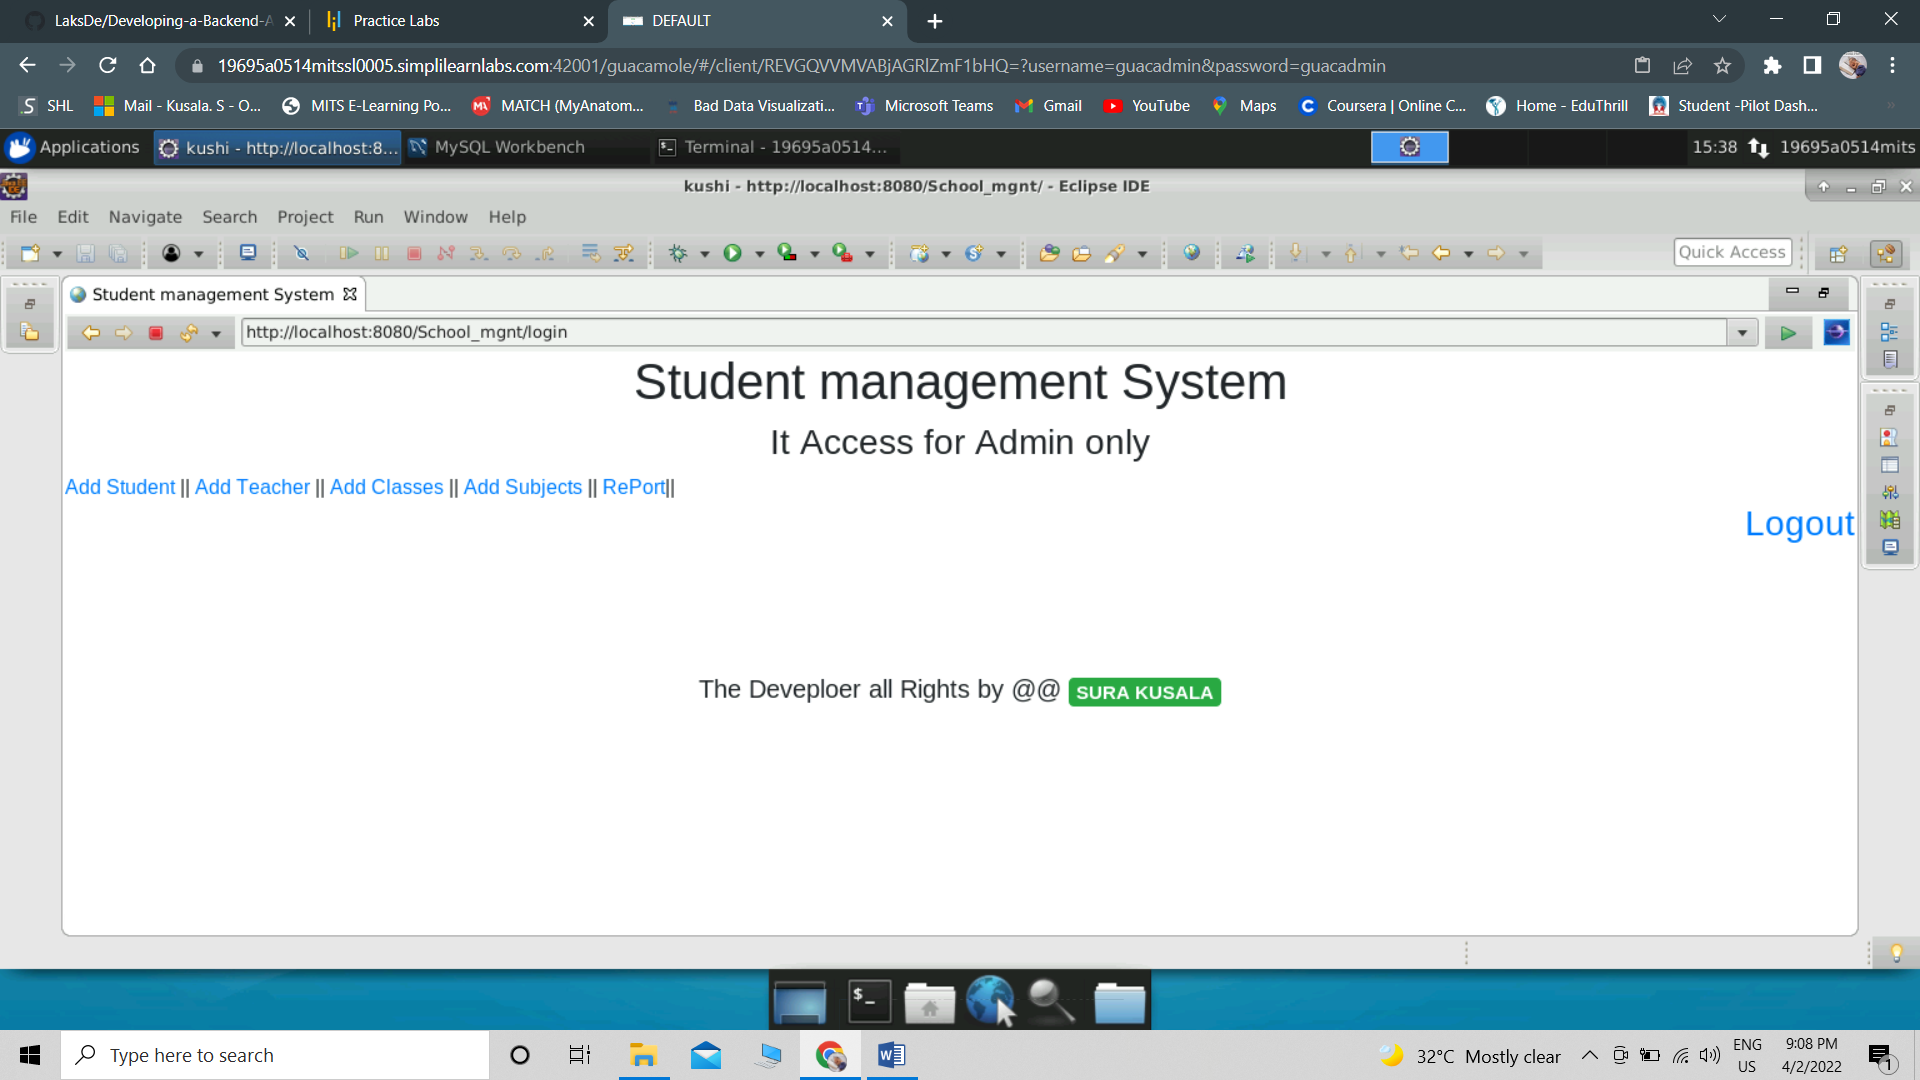 LaksDe/Developing-a-Backend-A
Practice Labs
DEFAULT
19695a0514mitssl0005.simplilearnlabs.com:42001/guacamole/#/client/REVGQVVMVABjAGRlZmF1bHQ=?username=guacadmin&password=guacadmin
SHL
Mail - Kusala. S - O...
MITS E-Learning Po...
MATCH (MyAnatom...
Bad Data Visualizati...
Microsoft Teams
Gmail
YouTube
Maps
Coursera | Online C...
Home - EduThrill
Student -Pilot Dash...
Applications
kushi - http://localhost:8...
MySQL Workbench
Terminal - 19695a0514...
15:38
19695a0514mits
kushi - http://localhost:8080/School_mgnt/ - Eclipse IDE
File Edit Navigate Search Project Run Window Help
Quick Access
Student management System
http://localhost:8080/School_mgnt/login
Student management System
It Access for Admin only
Add Student || Add Teacher || Add Classes || Add Subjects || RePort||
Logout
The Deveploer all Rights by @@ SURA KUSALA
Type here to search
32°C Mostly clear
ENG
US
9:08 PM
4/2/2022
1